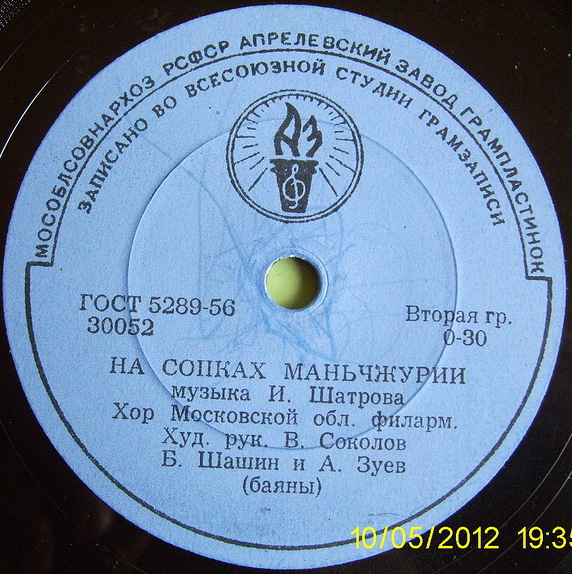 МОСОБЛСОВНАРХОЗ РСФСР АПРЕЛЕВСКИЙ ЗАВОД ГРАМПЛАСТИНОК
ЗАПИСАНО ВО ВСЕСОЮЗНОЙ СТУДИИ ГРАМЗАПИСИ
АЗ
ГОСТ 5289-56
30052
Вторая гр.
0-30
НА СОПКАХ МАНЬЧЖУРИИ
музыка И. Шатрова
Хор Московской обл. филарм.
Худ. рук. В. Соколов
Б. Шашин и А. Зуев
(баяны)
10/05/2012 19:35